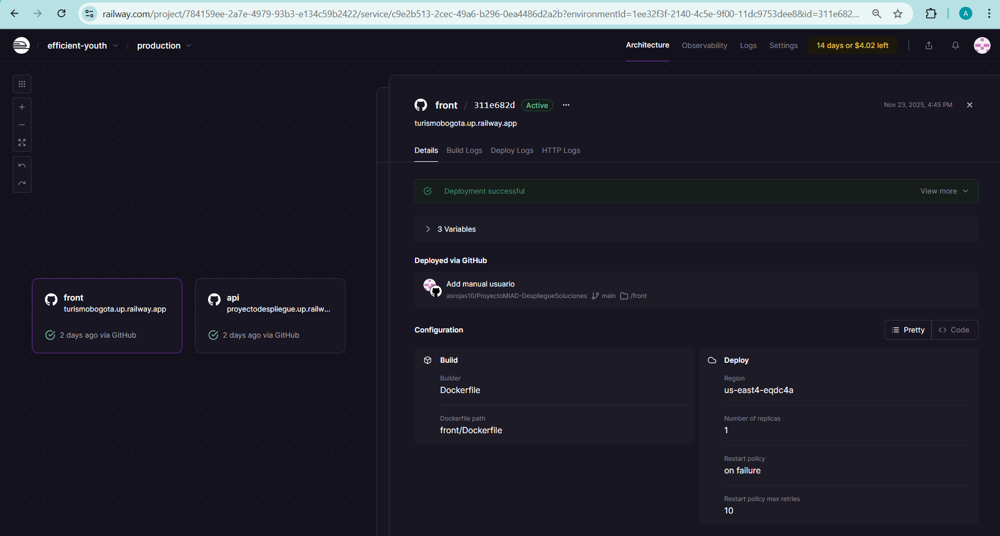 railway.com/project/784159ee-2a7e-4979-93b3-e134c59b2422/service/c9e2b513-2cec-49a6-b296-0ea4486d2a2b?environmentId=1ee32f3f-2140-4c5e-9f00-11dc9753dee8&id=311e682...
A
efficient-youth / production
Architecture Observability Logs Settings 14 days or $4.02 left
front / 311e682d Active ···
Nov 23, 2025, 4:45 PM
turismobogota.up.railway.app
Details Build Logs Deploy Logs HTTP Logs
Deployment successful View more
3 Variables
Deployed via GitHub
Add manual usuario
asrojas10/ProyectoMIAD-DespliegueSoluciones main /front
front
turismobogota.up.railway.app
2 days ago via GitHub
api
proyectodespliegue.up.railw...
2 days ago via GitHub
Configuration
Pretty <> Code
Build
Builder
Dockerfile
Dockerfile path
front/Dockerfile
Deploy
Region
us-east4-eqdc4a
Number of replicas
1
Restart policy
on failure
Restart policy max retries
10